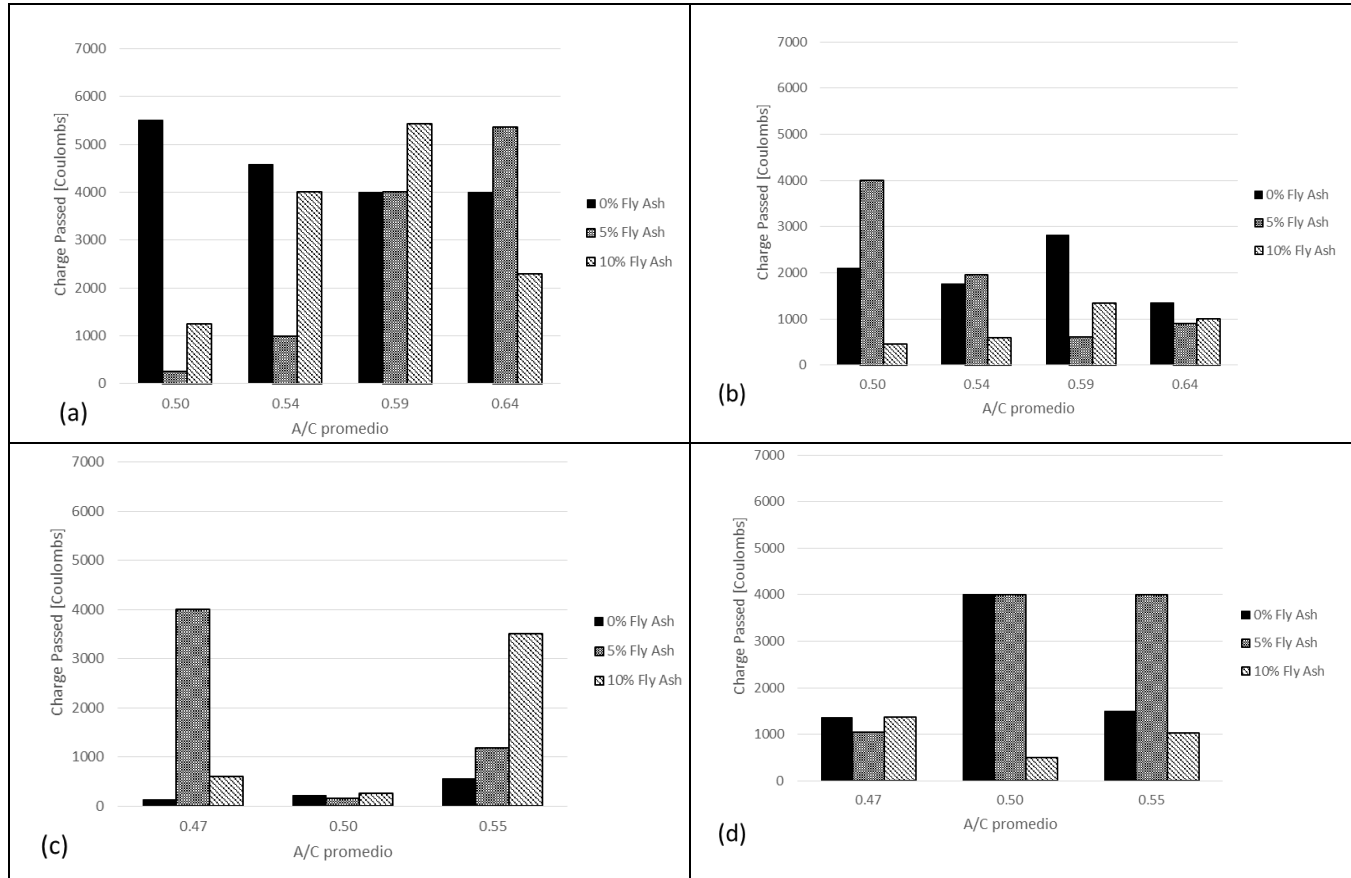 7000
6000
5000
4000
3000
2000
1000
0
Charge Passed [Coulombs]
0.50 0.54 0.59 0.64
A/C promedio
0% Fly Ash
5% Fly Ash
10% Fly Ash
(a)
7000
6000
5000
4000
3000
2000
1000
0
Charge Passed [Coulombs]
0.50 0.54 0.59 0.64
A/C promedio
0% Fly Ash
5% Fly Ash
10% Fly Ash
(b)
7000
6000
5000
4000
3000
2000
1000
0
Charge Passed [Coulombs]
0.47 0.50 0.55
A/C promedio
0% Fly Ash
5% Fly Ash
10% Fly Ash
(c)
7000
6000
5000
4000
3000
2000
1000
0
Charge Passed [Coulombs]
0.47 0.50 0.55
A/C promedio
0% Fly Ash
5% Fly Ash
10% Fly Ash
(d)